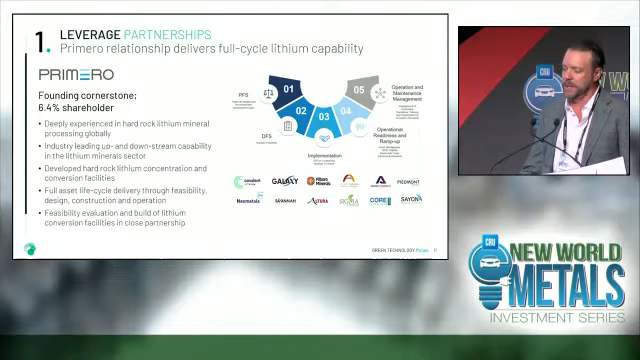 1. LEVERAGE PARTNERSHIPS
Primero relationship delivers full-cycle lithium capability
PRIMERO
Founding cornerstone;
6.4% shareholder
• Deeply experienced in hard rock lithium mineral
processing globally
• Industry leading up- and down-stream capability
in the lithium minerals sector
• Developed hard rock lithium concentration and
conversion facilities
• Full asset life-cycle delivery through feasibility,
design, construction and operation
• Feasibility evaluation and build of lithium
conversion facilities in close partnership
PFS
01
DFS
02
Implementation
03
04
Operational
Readiness and
Ramp-up
05
Operation and
Maintenance
Management
covalent
GALAXY
Pilbara Minerals
PIEDMONT
Neometals
SAVANNAH
ALTURA
SIGMA
CORE
SAYONA
GREEN TECHNOLOGY Metals
11
CRU
CRU
NEW WORLD
METALS
INVESTMENT SERIES